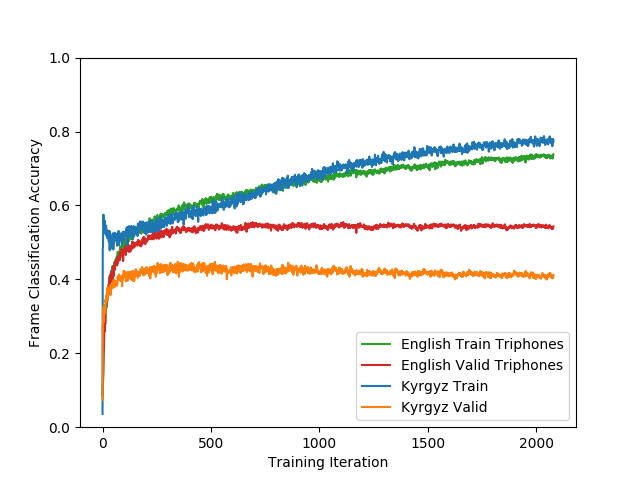 1.0
0.8
0.6
0.4
0.2
0.0
Frame Classification Accuracy
English Train Triphones
English Valid Triphones
Kyrgyz Train
Kyrgyz Valid
0
500
1000
1500
2000
Training Iteration